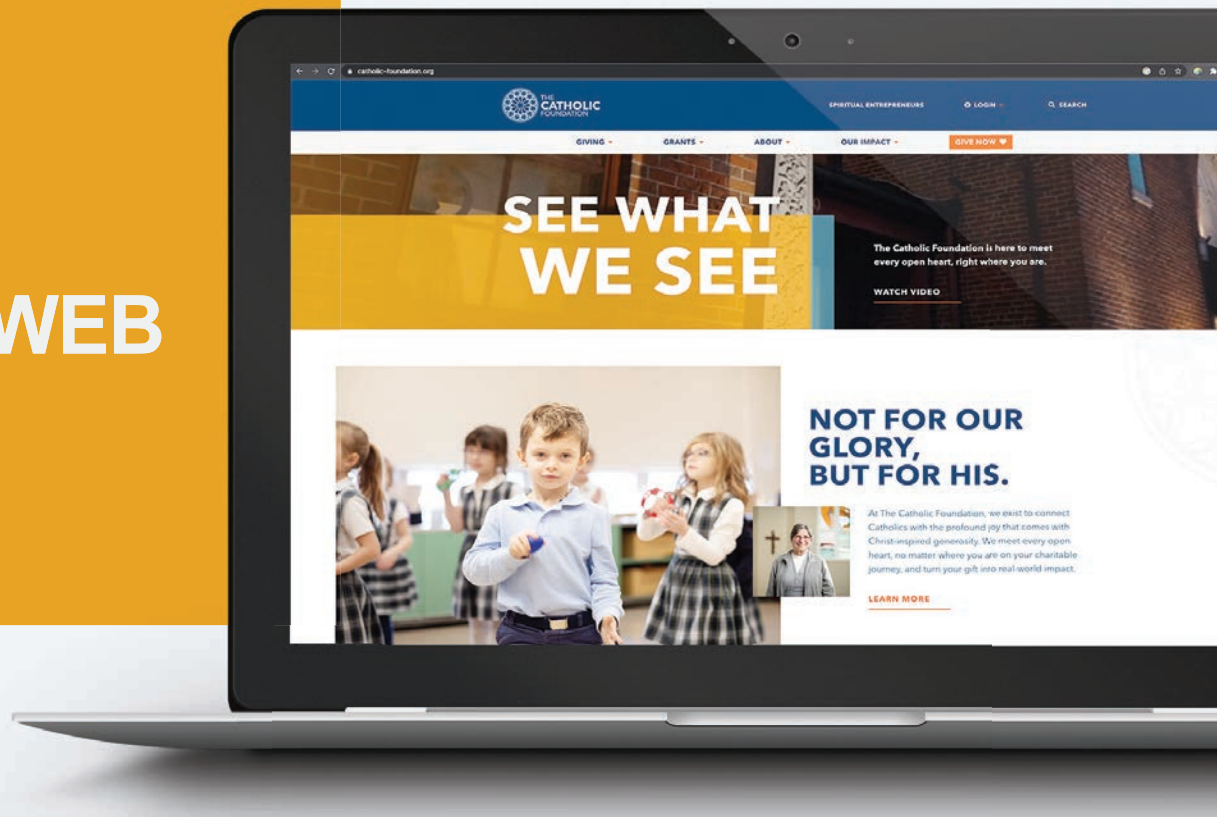 WEB
catholic-foundation.org
THE
CATHOLIC
FOUNDATION
SPIRITUAL ENTREPRENEURS
LOGIN
SEARCH
GIVING
GRANTS
ABOUT
OUR IMPACT
GIVE NOW
SEE WHAT
WE SEE
The Catholic Foundation is here to meet
every open heart, right where you are.
WATCH VIDEO
NOT FOR OUR
GLORY,
BUT FOR HIS.
At The Catholic Foundation, we exist to connect
Catholics with the profound joy that comes with
Christ-inspired generosity. We meet every open
heart, no matter where you are on your charitable
journey, and turn your gift into real-world impact.
LEARN MORE